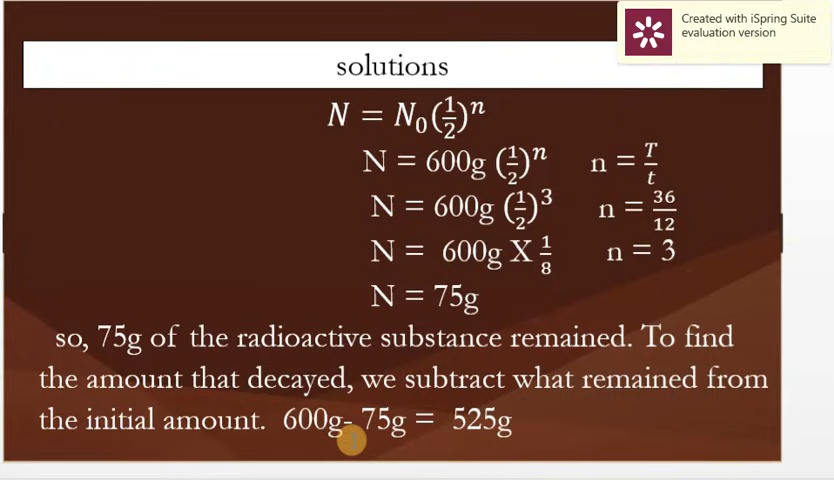 Created with iSpring Suite
evaluation version
solutions
N = N₀(½)ⁿ
N = 600g (½)ⁿ n = T/t
N = 600g (½)³ n = 36/12
N = 600g X 1/8 n = 3
N = 75g
so, 75g of the radioactive substance remained. To find
the amount that decayed, we subtract what remained from
the initial amount. 600g- 75g = 525g